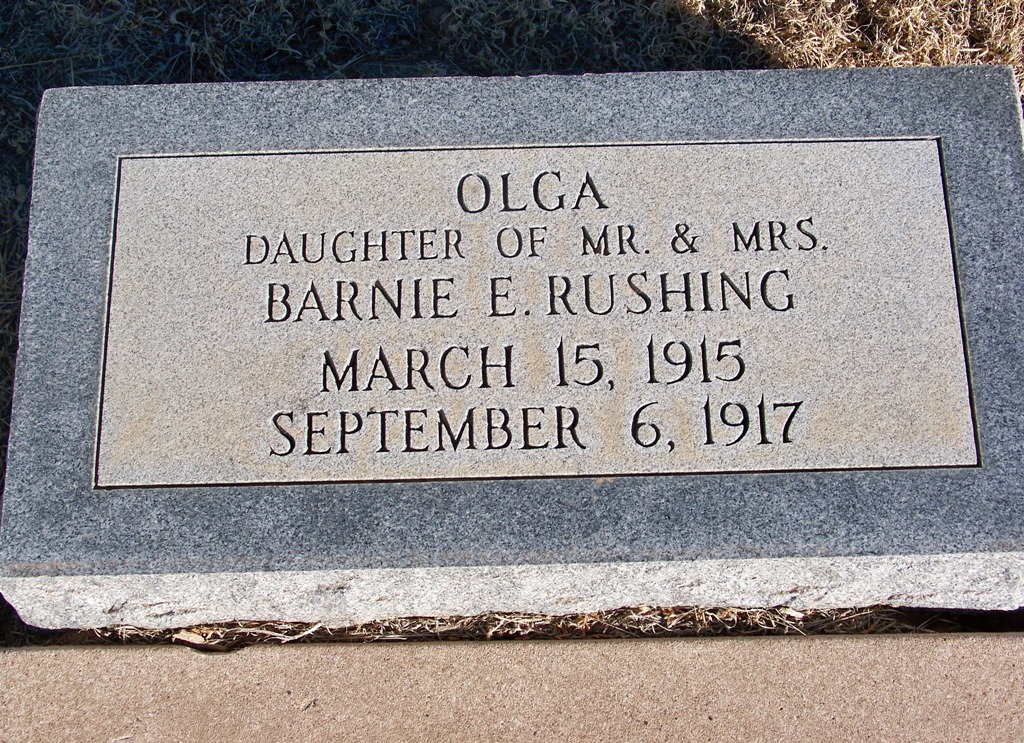 OLGA
DAUGHTER OF MR. & MRS.
BARNIE E. RUSHING
MARCH 15, 1915
SEPTEMBER 6, 1917